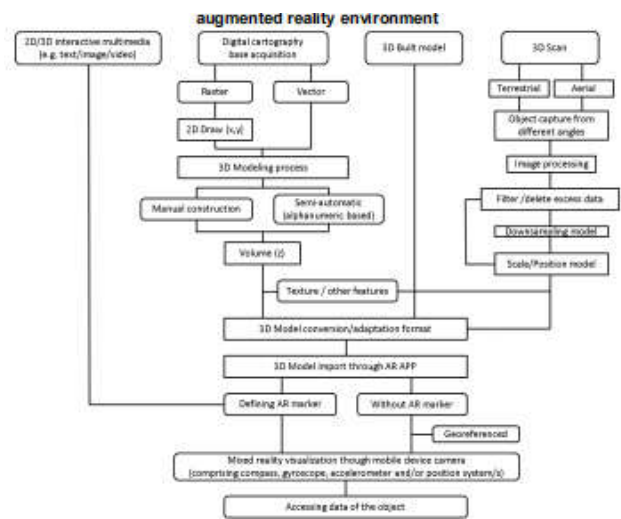 augmented reality environment
2D/3D interactive multimedia
(e.g. text/image/video)
Digital cartography
base acquisition
3D Built model
3D Scan
Raster
Vector
Terrestrial
Aerial
2D Draw (x,y)
Object capture from
different angles
3D Modeling process
Image processing
Manual construction
Semi-automatic
(alphanumeric based)
Filter /delete excess data
Downsampling model
Volume (z)
Scale/Position model
Texture / other features
3D Model conversion/adaptation format
3D Model import through AR APP
Defining AR marker
Without AR marker
Georeferenced
Mixed reality visualization though mobile device camera
(comprising compass, gyroscope, accelerometer and/or position system/s)
Accessing data of the object